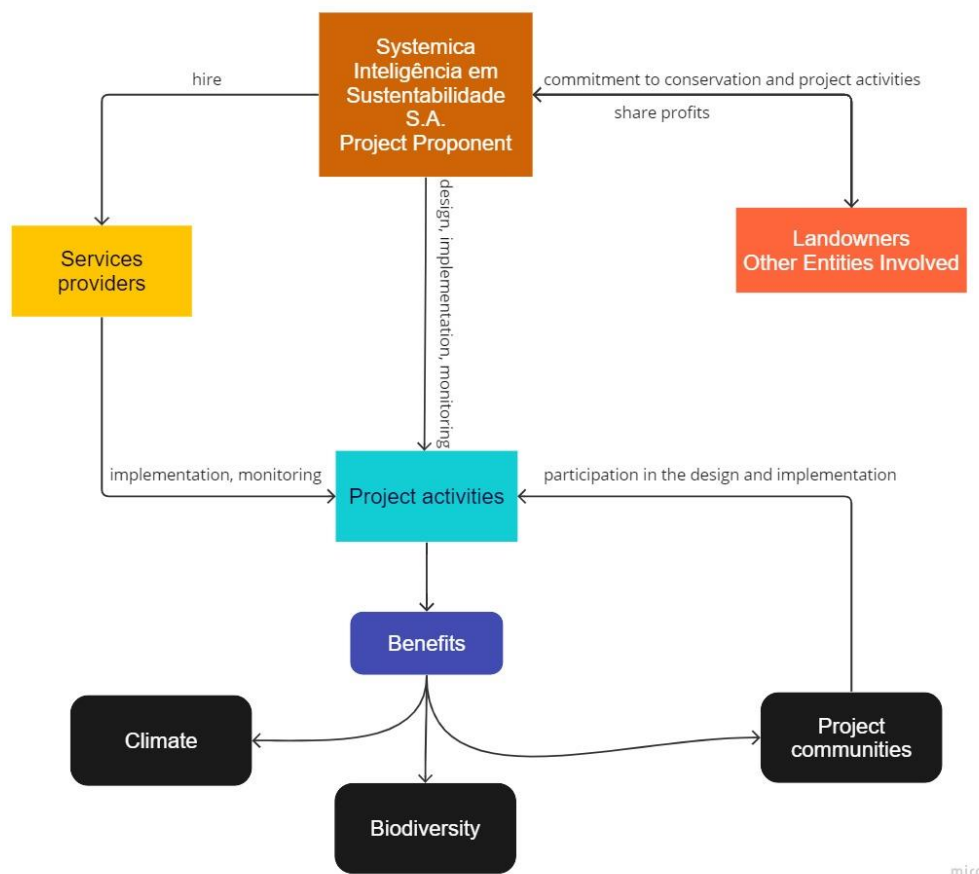 Systemica
Inteligência em
Sustentabilidade
S.A.
Project Proponent
hire
commitment to conservation and project activities
share profits
Services
providers
design, implementation, monitoring
Landowners
Other Entities Involved
implementation, monitoring
Project activities
participation in the design and implementation
Benefits
Climate
Biodiversity
Project
communities